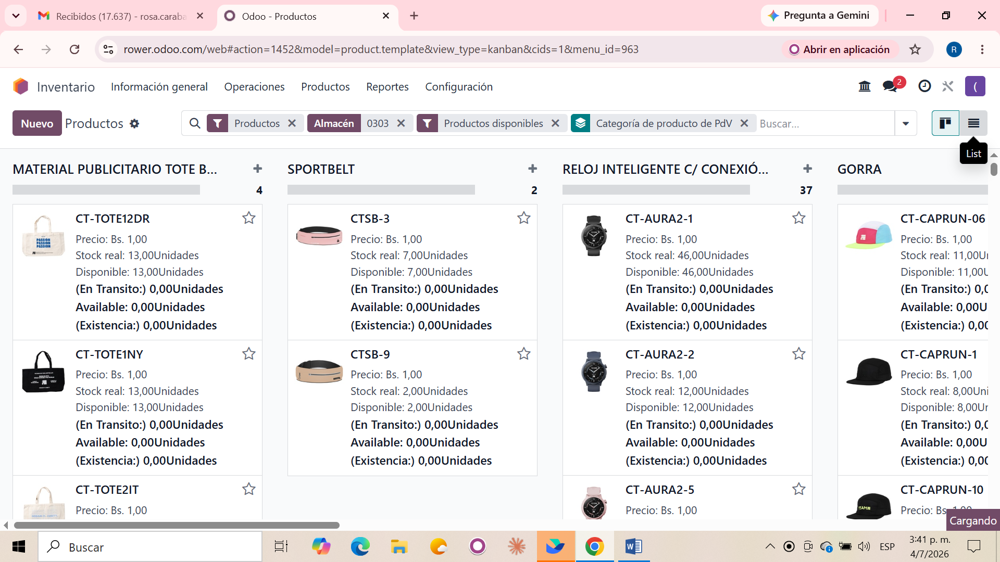 Recibidos (17.637) - rosa.caraba
Odoo - Productos
Pregunta a Gemini
rower.odoo.com/web#action=1452&model=product.template&view_type=kanban&cids=1&menu_id=963
Abrir en aplicación
R
Inventario
Información general
Operaciones
Productos
Reportes
Configuración
2
(
Nuevo
Productos
Productos
Almacén 0303
Productos disponibles
Categoría de producto de PdV
Buscar...
List
MATERIAL PUBLICITARIO TOTE B...
4
CT-TOTE12DR
Precio: Bs. 1,00
Stock real: 13,00Unidades
Disponible: 13,00Unidades
(En Transito:) 0,00Unidades
Available: 0,00Unidades
(Existencia:) 0,00Unidades
PASSION
PASSION
PASSION
CT-TOTE1NY
Precio: Bs. 1,00
Stock real: 13,00Unidades
Disponible: 13,00Unidades
(En Transito:) 0,00Unidades
Available: 0,00Unidades
(Existencia:) 0,00Unidades
CT-TOTE2IT
Precio: Bs. 1,00
SPORTBELT
2
CTSB-3
Precio: Bs. 1,00
Stock real: 7,00Unidades
Disponible: 7,00Unidades
(En Transito:) 0,00Unidades
Available: 0,00Unidades
(Existencia:) 0,00Unidades
CTSB-9
Precio: Bs. 1,00
Stock real: 2,00Unidades
Disponible: 2,00Unidades
(En Transito:) 0,00Unidades
Available: 0,00Unidades
(Existencia:) 0,00Unidades
RELOJ INTELIGENTE C/ CONEXIÓ...
37
CT-AURA2-1
Precio: Bs. 1,00
Stock real: 46,00Unidades
Disponible: 46,00Unidades
(En Transito:) 0,00Unidades
Available: 0,00Unidades
(Existencia:) 0,00Unidades
CT-AURA2-2
Precio: Bs. 1,00
Stock real: 12,00Unidades
Disponible: 12,00Unidades
(En Transito:) 0,00Unidades
Available: 0,00Unidades
(Existencia:) 0,00Unidades
CT-AURA2-5
Precio: Bs. 1,00
GORRA
CT-CAPRUN-06
Precio: Bs. 1,00
Stock real: 11,00Un
Disponible: 11,00U
(En Transito:) 0,0
Available: 0,00U
(Existencia:) 0,00
CT-CAPRUN-1
Precio: Bs. 1,00
Stock real: 8,00Uni
Disponible: 8,00Un
(En Transito:) 0,0
Available: 0,00U
(Existencia:) 0,00
CT-CAPRUN-10
Precio: Bs. 1,00
TEAM
Cargando
Buscar
ESP
3:41 p. m.
4/7/2026